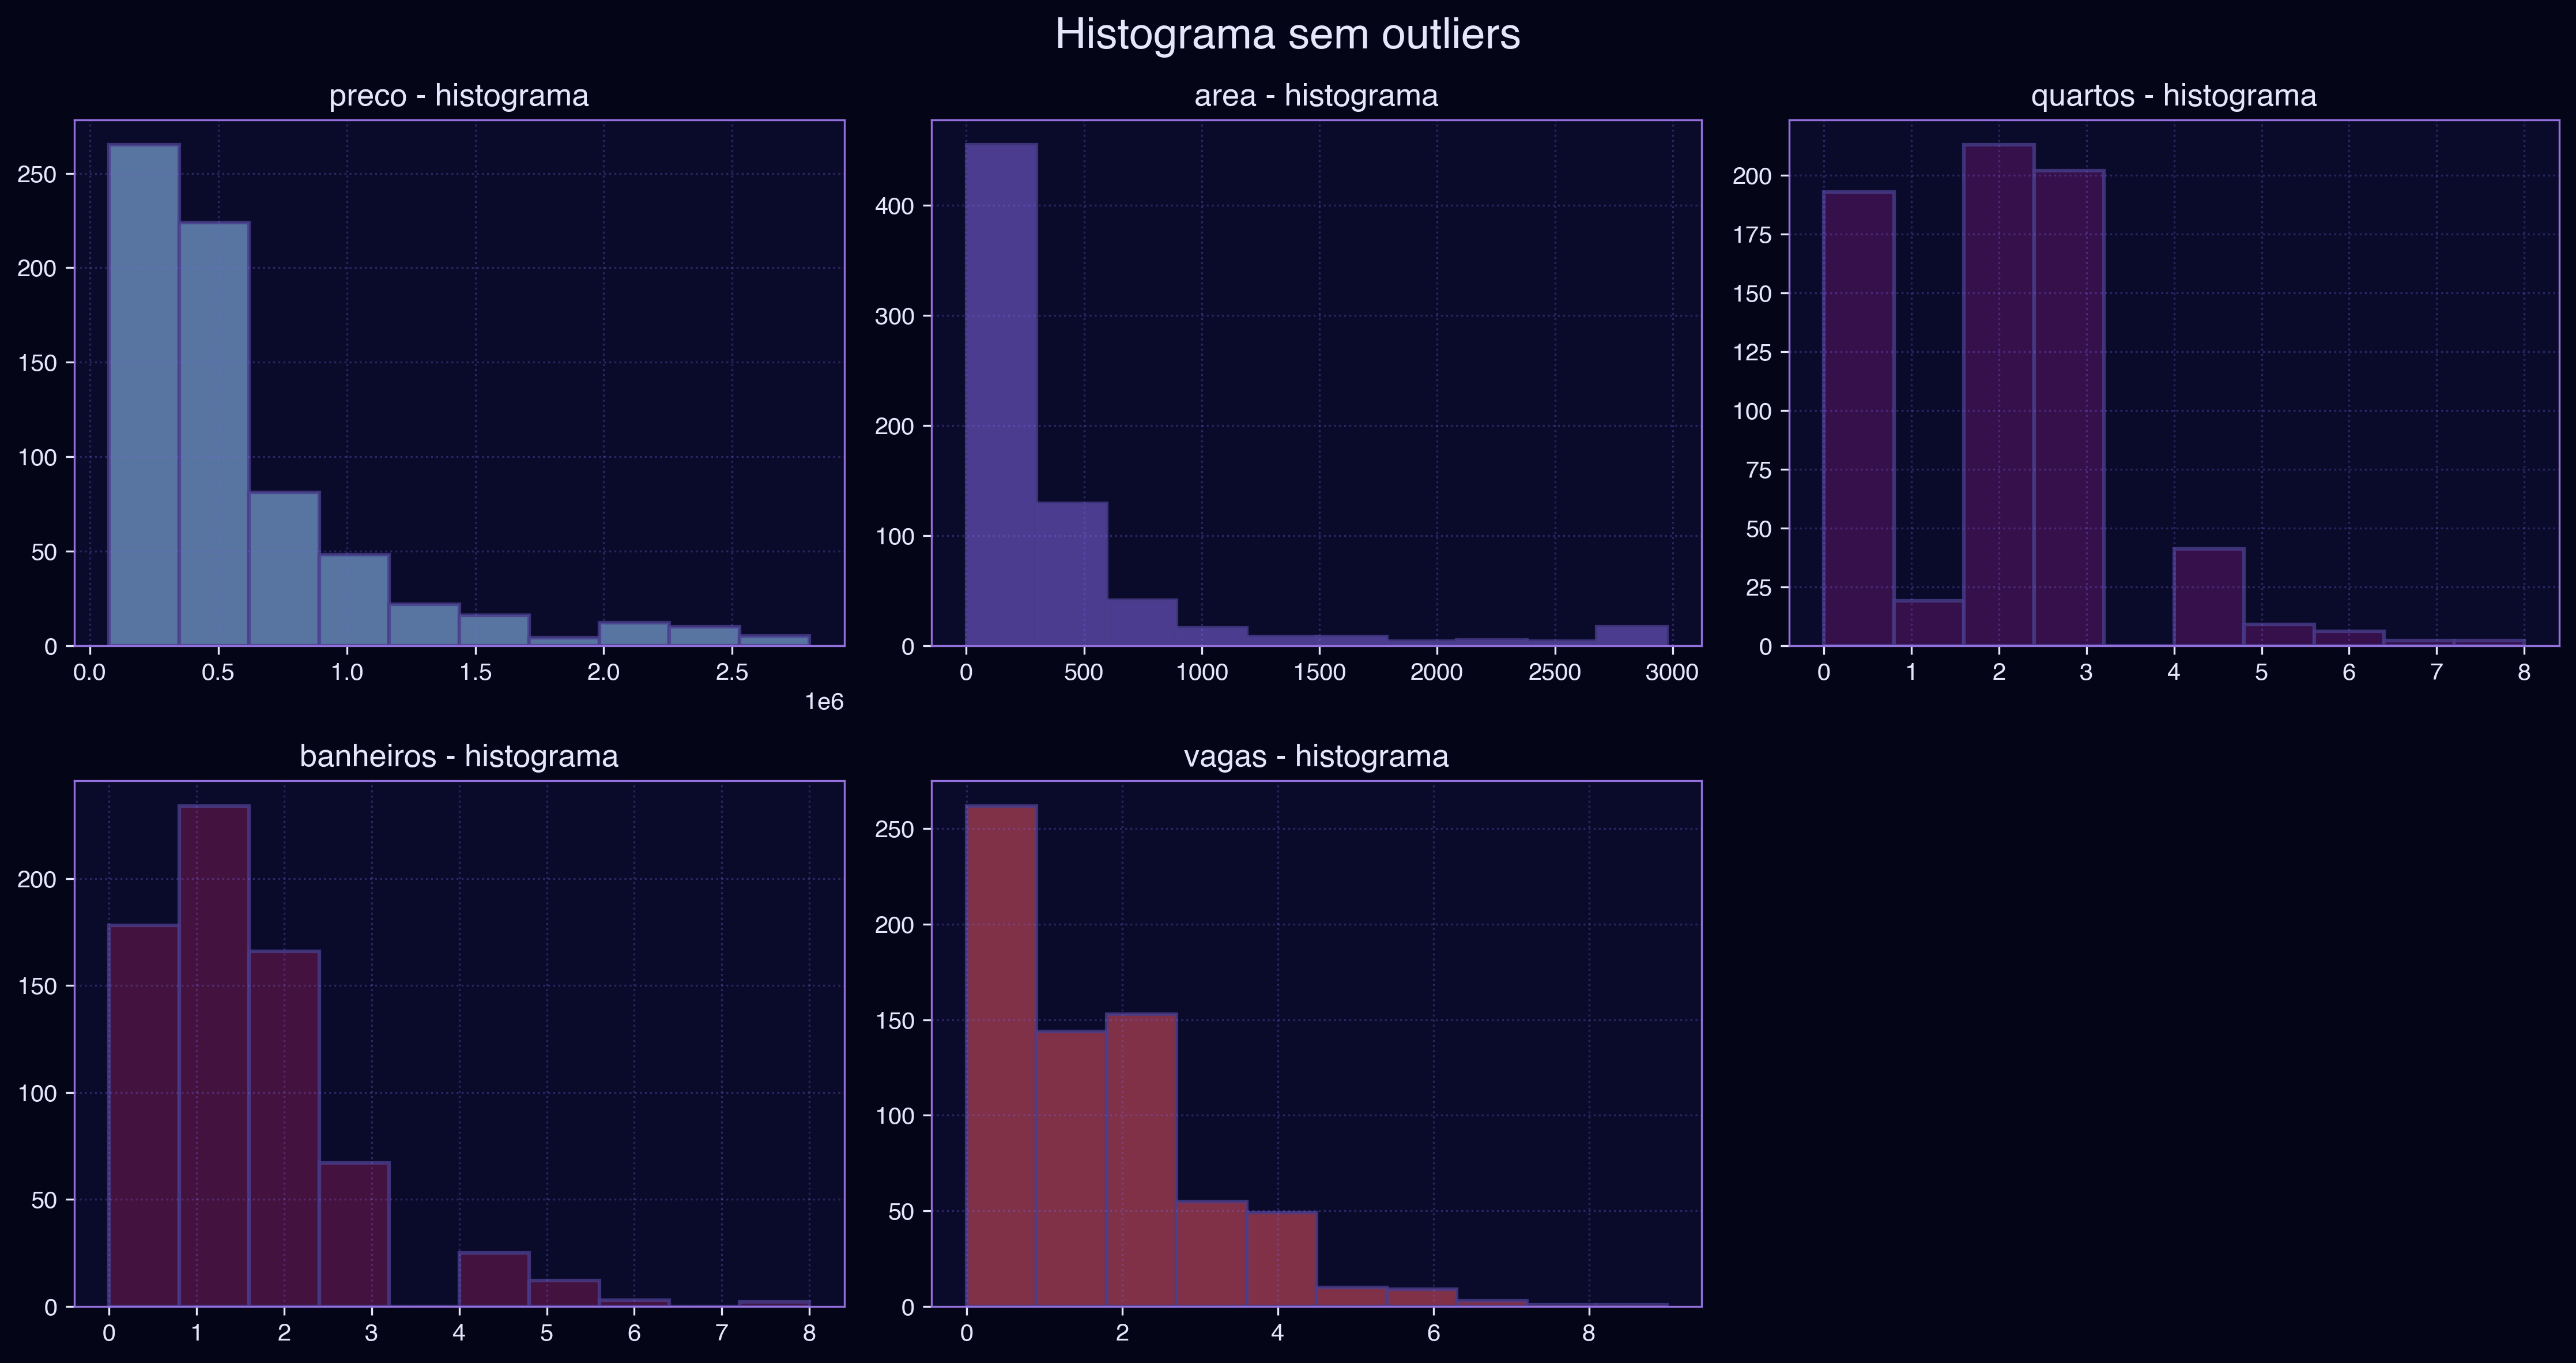 Histograma sem outliers
preco - histograma
250
200
150
100
50
0
0.0 0.5 1.0 1.5 2.0 2.5
1e6
area - histograma
400
300
200
100
0
0 500 1000 1500 2000 2500 3000
quartos - histograma
200
175
150
125
100
75
50
25
0
0 1 2 3 4 5 6 7 8
banheiros - histograma
200
150
100
50
0
0 1 2 3 4 5 6 7 8
vagas - histograma
250
200
150
100
50
0
0 2 4 6 8